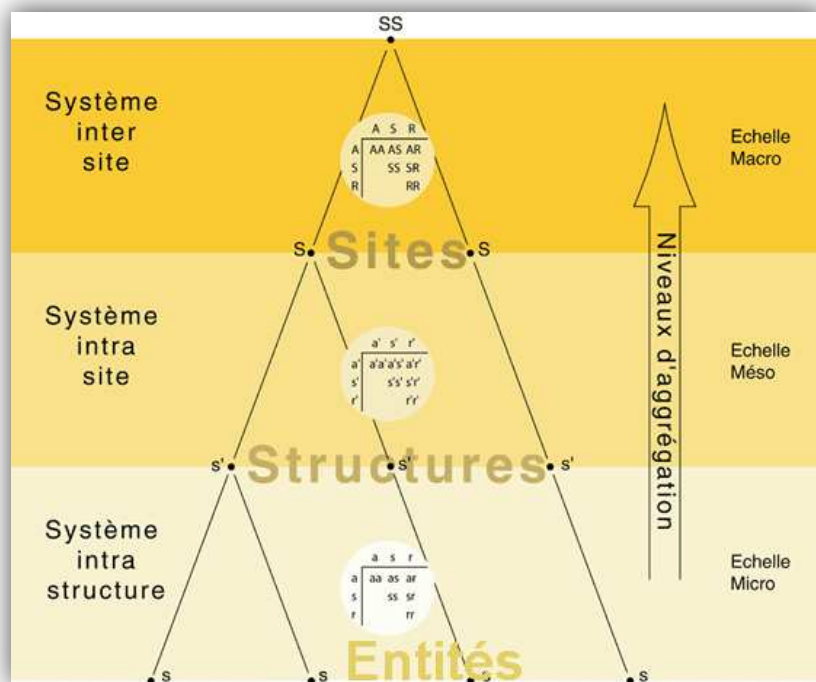 SS
Système
inter
site
A S R
A AA AS AR
S SS SR
R RR
Echelle
Macro
S Sites S
Système
intra
site
a' s' r'
a' a'a' a's' a'r'
s' s's' s'r'
r' r'r'
Echelle
Méso
Niveaux d'aggrégation
s' Structures s' s'
Système
intra
structure
a s r
a aa as ar
s ss sr
r rr
Echelle
Micro
Entités
s s s s